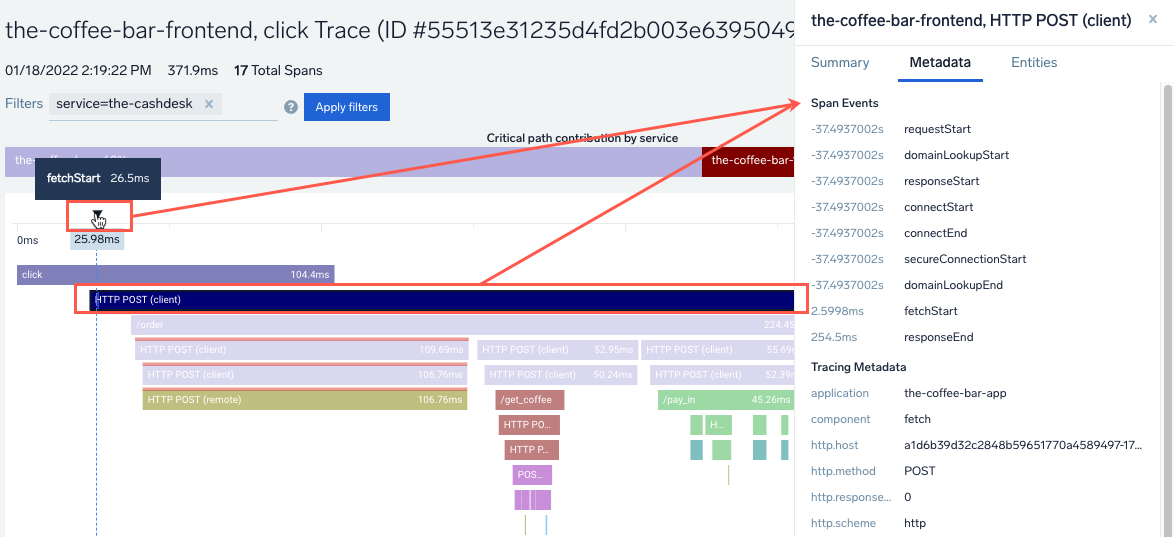 the-coffee-bar-frontend, click Trace (ID #55513e31235d4fd2b003e6395049
01/18/2022 2:19:22 PM 371.9ms 17 Total Spans
Filters service=the-cashdesk × ? Apply filters
Critical path contribution by service
the-coffee-bar-
fetchStart 26.5ms
0ms 25.98ms
click 104.4ms
HTTP POST (client)
/order 224.45
HTTP POST (client) 109.69ms HTTP POST (client) 52.95ms HTTP POST (client) 55.69
HTTP POST (client) 106.76ms HTTP POST (client) 50.24ms HTTP POST (client) 52.39
HTTP POST (remote) 106.76ms /get_coffee /pay_in 45.26ms
HTTP PO... H...
HTTP P...
POS...
the-coffee-bar-frontend, HTTP POST (client) ×
Summary Metadata Entities
Span Events
-37.4937002s requestStart
-37.4937002s domainLookupStart
-37.4937002s responseStart
-37.4937002s connectStart
-37.4937002s connectEnd
-37.4937002s secureConnectionStart
-37.4937002s domainLookupEnd
2.5998ms fetchStart
254.5ms responseEnd
Tracing Metadata
application the-coffee-bar-app
component fetch
http.host a1d6b39d32c2848b59651770a4589497-17...
http.method POST
http.response... 0
http.scheme http